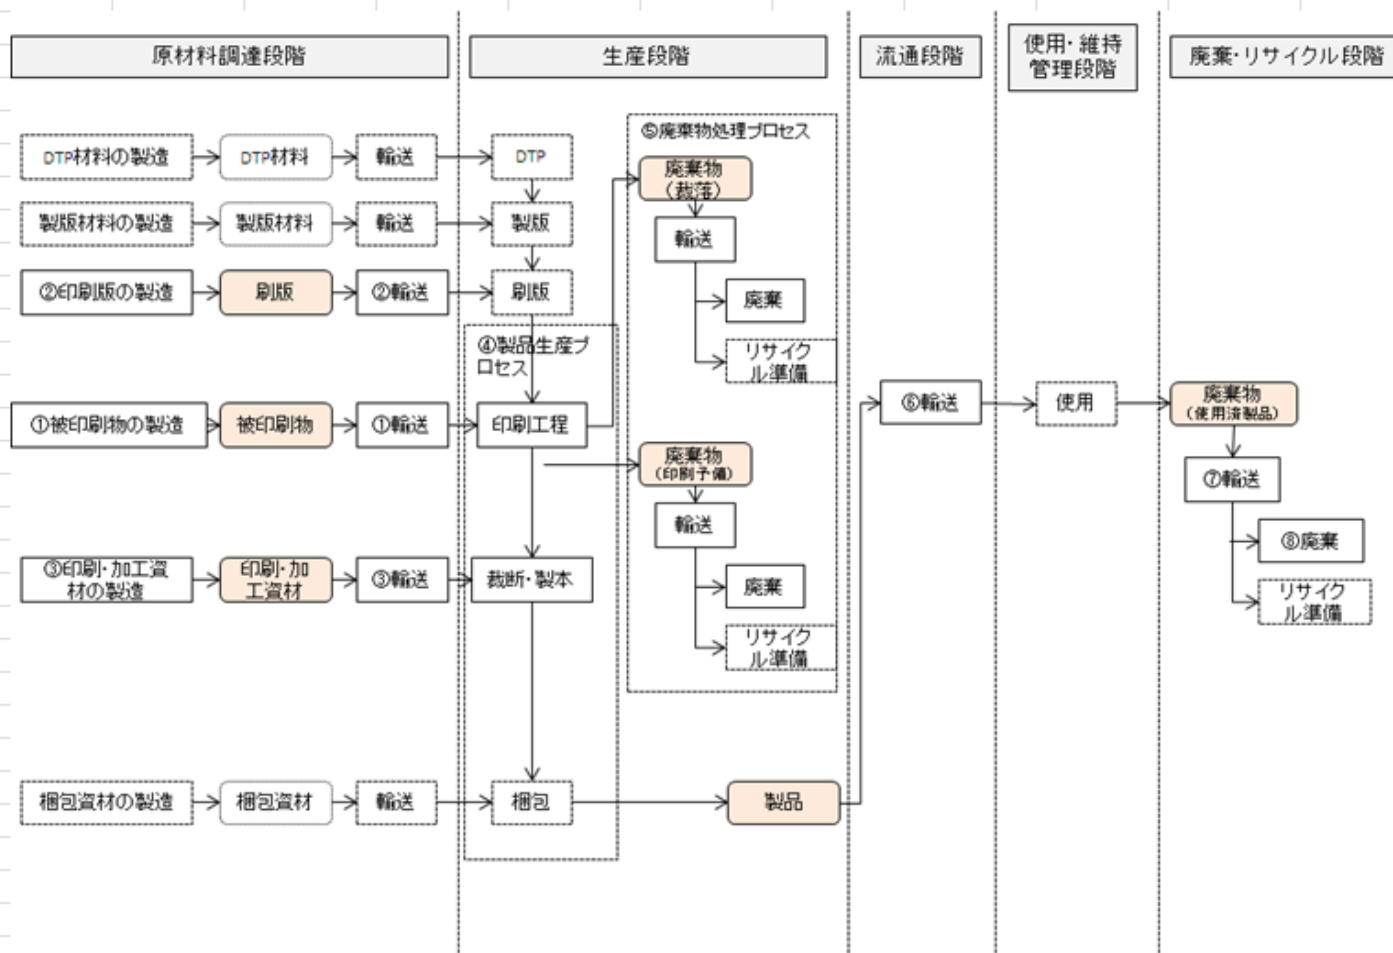 原材料調達段階
生産段階
流通段階
使用・維持
管理段階
廃棄・リサイクル段階
DTP材料の製造
DTP材料
輸送
DTP
製版材料の製造
製版材料
輸送
製版
②印刷版の製造
刷版
②輸送
刷版
④製品生産プ
ロセス
①被印刷物の製造
被印刷物
①輸送
印刷工程
③印刷・加工資
材の製造
印刷・加
工資材
③輸送
裁断・製本
梱包資材の製造
梱包資材
輸送
梱包
製品
⑤廃棄物処理プロセス
廃棄物
（裁落）
輸送
廃棄
リサイク
ル準備
廃棄物
（印刷予備）
輸送
廃棄
リサイク
ル準備
⑥輸送
使用
廃棄物
（使用済製品）
⑦輸送
⑧廃棄
リサイク
ル準備